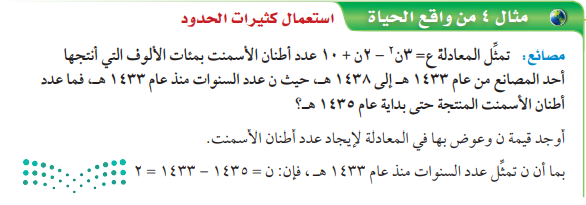 مثال ٤ من واقع الحياة استعمال كثيرات الحدود
مصانع: تمثِّل المعادلة ع= ٣ن٢ − ٢ن + ١٠ عدد أطنان الأسمنت بمئات الألوف التي أنتجها
أحد المصانع من عام ١٤٣٣ هـ إلى ١٤٣٨ هـ، حيث ن عدد السنوات منذ عام ١٤٣٣ هـ، فما عدد
أطنان الأسمنت المنتجة حتى بداية عام ١٤٣٥ هـ؟
أوجد قيمة ن وعوض بها في المعادلة لإيجاد عدد أطنان الأسمنت.
بما أن ن تمثِّل عدد السنوات منذ عام ١٤٣٣ هـ ، فإن: ن = ١٤٣٥ − ١٤٣٣ = ٢